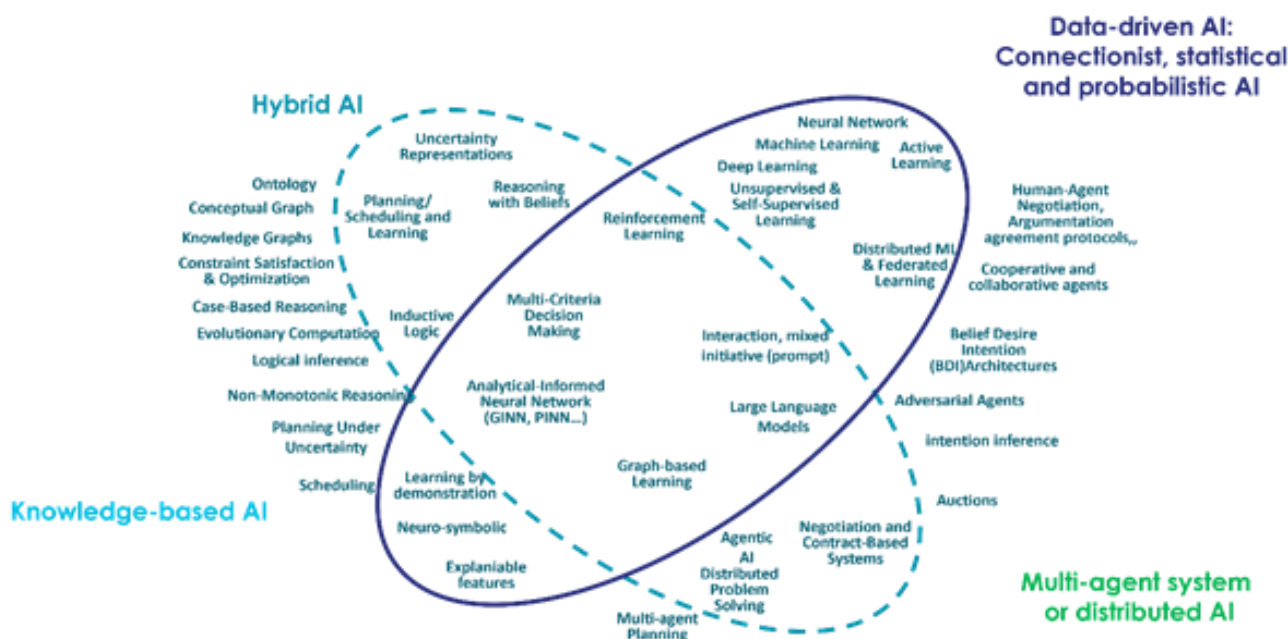 Data-driven AI:
Connectionist, statistical
and probabilistic AI
Hybrid AI
Uncertainty
Representations
Reasoning
with Beliefs
Planning/
Scheduling and
Learning
Ontology
Conceptual Graph
Knowledge Graphs
Constraint Satisfaction
& Optimization
Case-Based Reasoning
Evolutionary Computation
Logical inference
Non-Monotonic Reasoning
Planning Under
Uncertainty
Scheduling
Knowledge-based AI
Inductive
Logic
Neural Network
Machine Learning
Active
Learning
Deep Learning
Unsupervised &
Self-Supervised
Learning
Reinforcement
Learning
Distributed ML
& Federated
Learning
Multi-Criteria
Decision
Making
Interaction, mixed
initiative (prompt)
Analytical-Informed
Neural Network
(GINN, PINN...)
Large Language
Models
Graph-based
Learning
Learning by
demonstration
Neuro-symbolic
Explaniable
features
Human-Agent
Negotiation,
Argumentation
agreement protocols,,,
Cooperative and
collaborative agents
Belief Desire
Intention
(BDI)Architectures
Adversarial Agents
intention inference
Auctions
Negotiation and
Contract-Based
Systems
Agentic
AI
Distributed
Problem
Solving
Multi-agent
Planning
Multi-agent system
or distributed AI